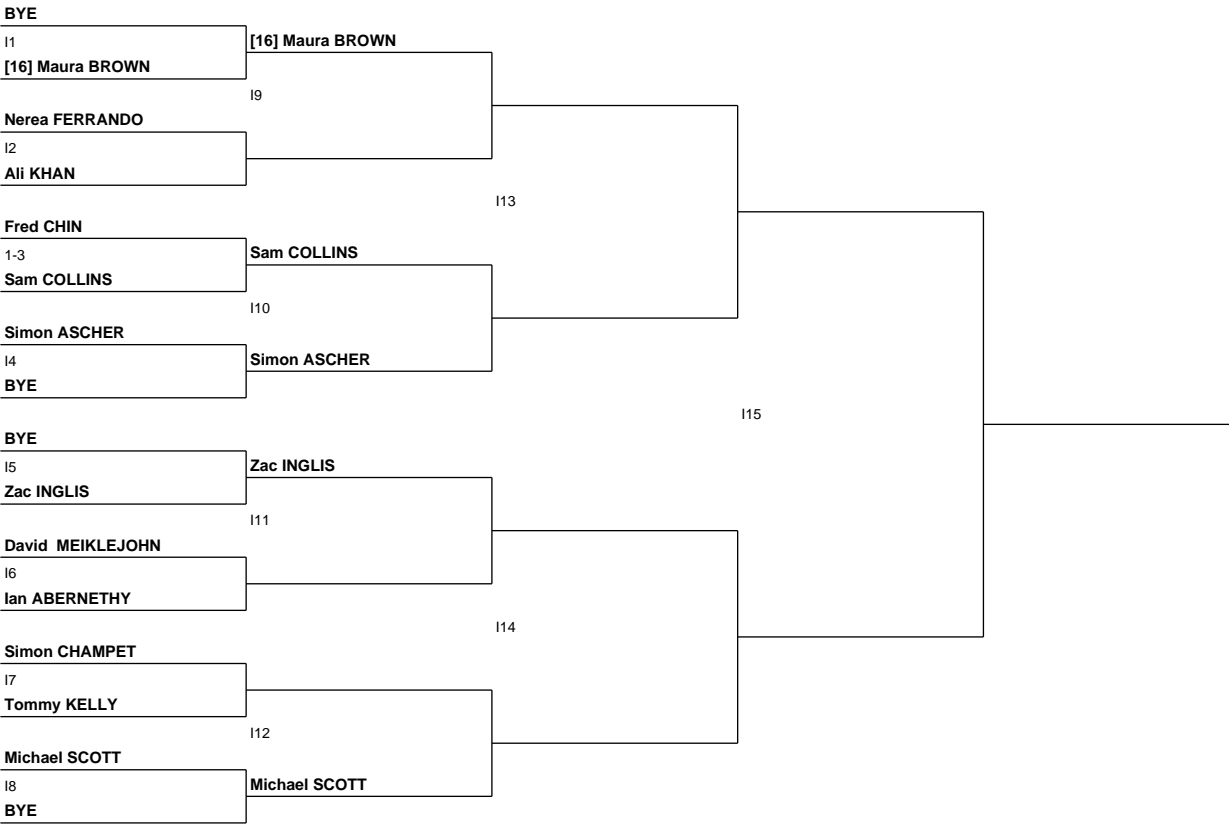 BYE
I1
[16] Maura BROWN
[16] Maura BROWN
I9
Nerea FERRANDO
I2
Ali KHAN
I13
Fred CHIN
1-3
Sam COLLINS
Sam COLLINS
I10
Simon ASCHER
I4
Simon ASCHER
BYE
I15
BYE
I5
Zac INGLIS
Zac INGLIS
I11
David  MEIKLEJOHN
I6
Ian ABERNETHY
I14
Simon CHAMPET
I7
Tommy KELLY
I12
Michael SCOTT
I8
Michael SCOTT
BYE